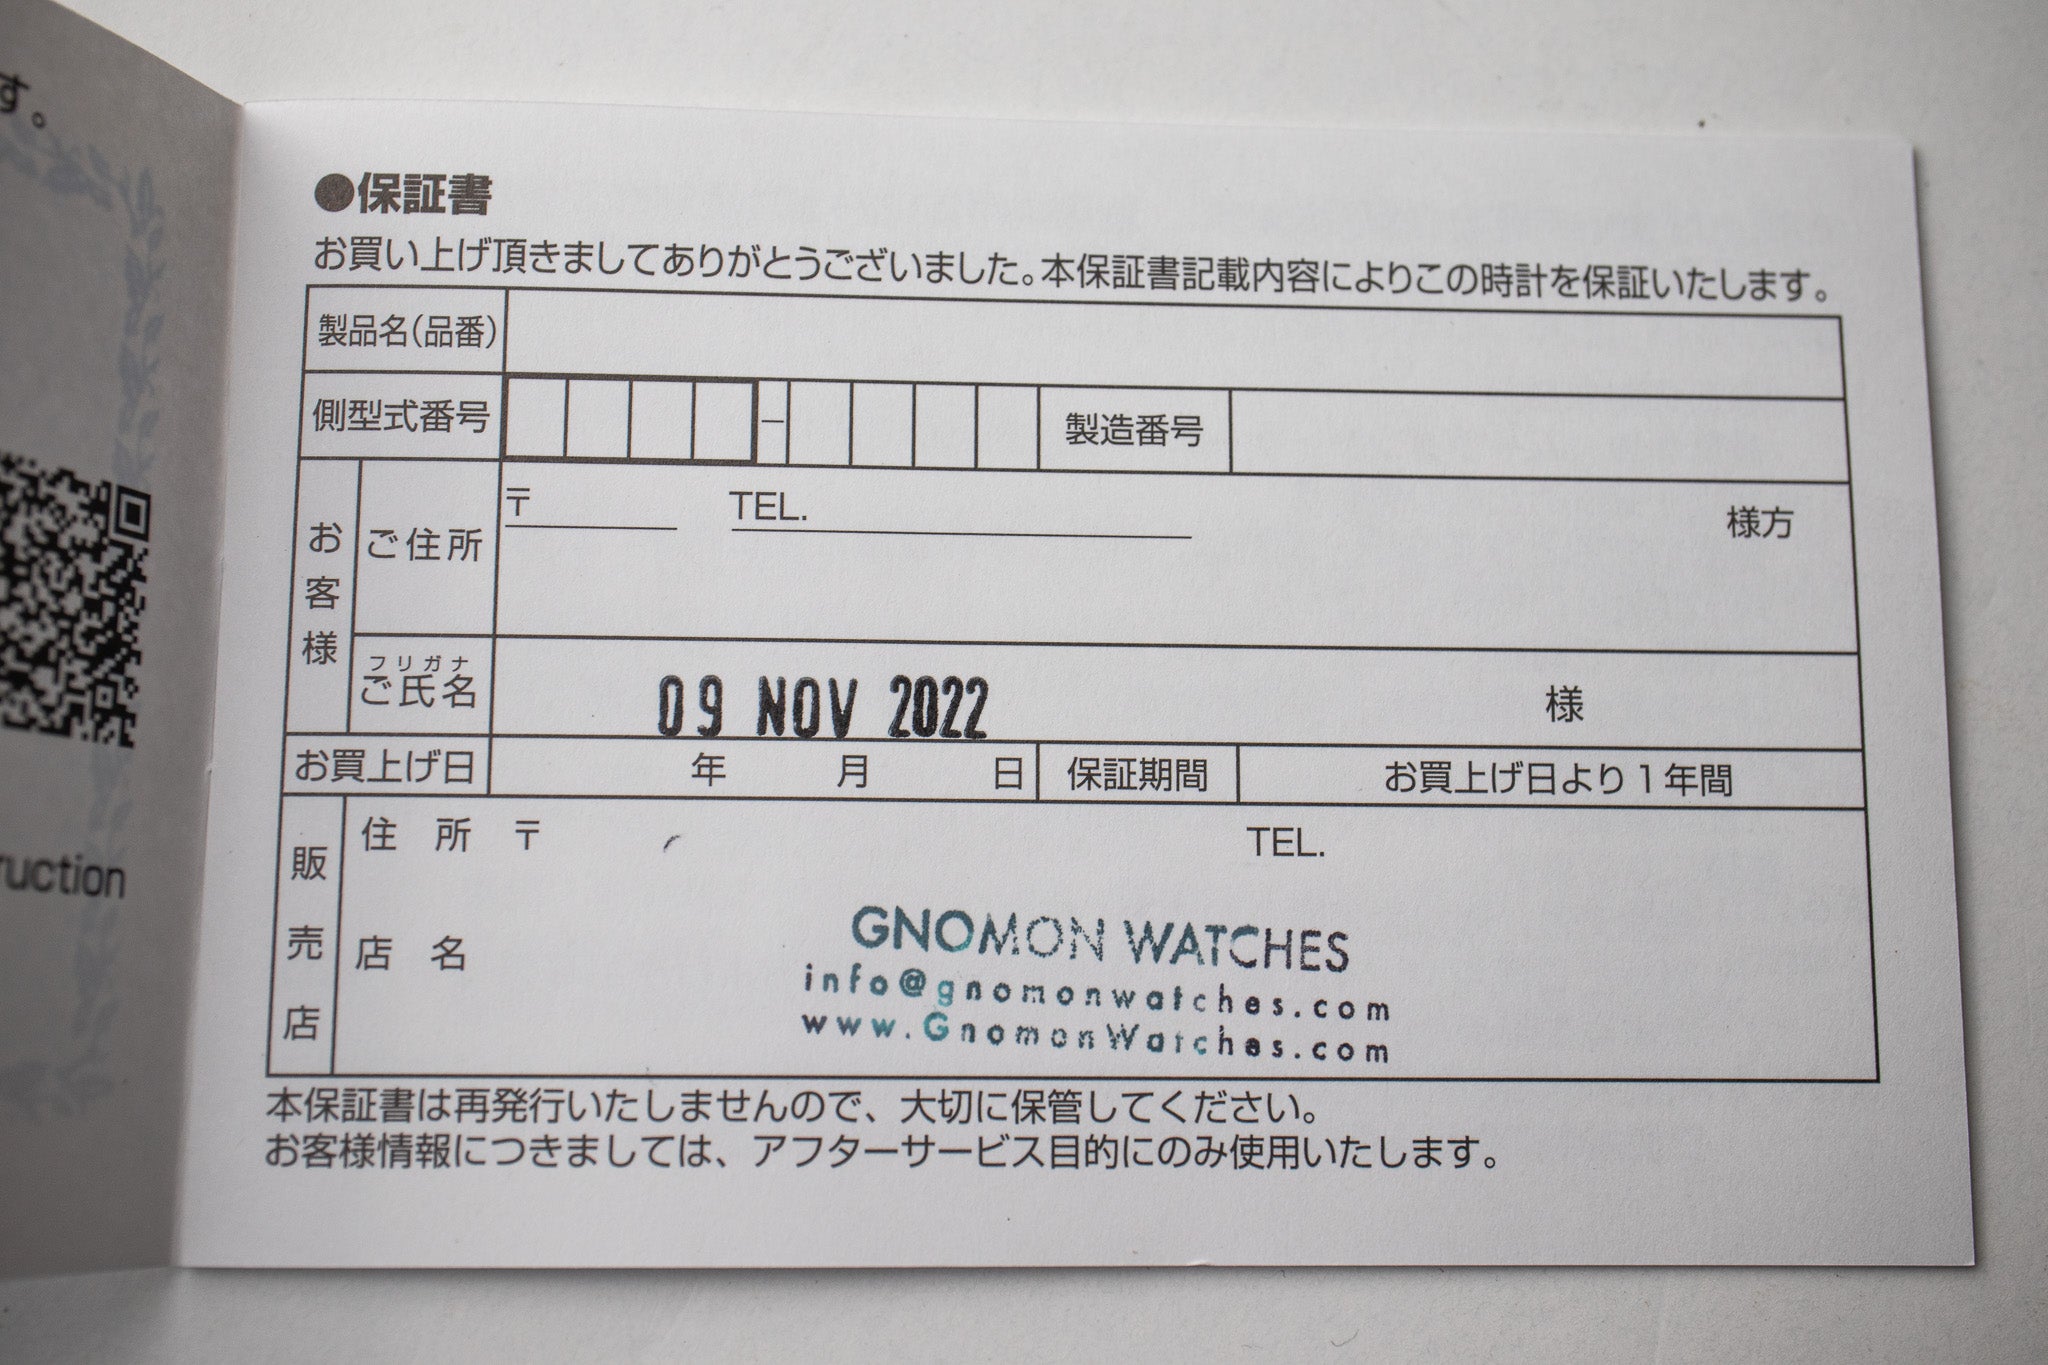 す。
ruction
●保証書
お買い上げ頂きましてありがとうございました。本保証書記載内容によりこの時計を保証いたします。
製品名(品番)
側型式番号 － 製造番号
お客様
ご住所 〒 TEL. 様方
フリガナ
ご氏名 09 NOV 2022 様
お買上げ日 年 月 日 保証期間 お買上げ日より1年間
販売店
住所 〒 TEL.
店名
GNOMON WATCHES
info@gnomonwatches.com
www.GnomonWatches.com
本保証書は再発行いたしませんので、大切に保管してください。
お客様情報につきましては、アフターサービス目的にのみ使用いたします。